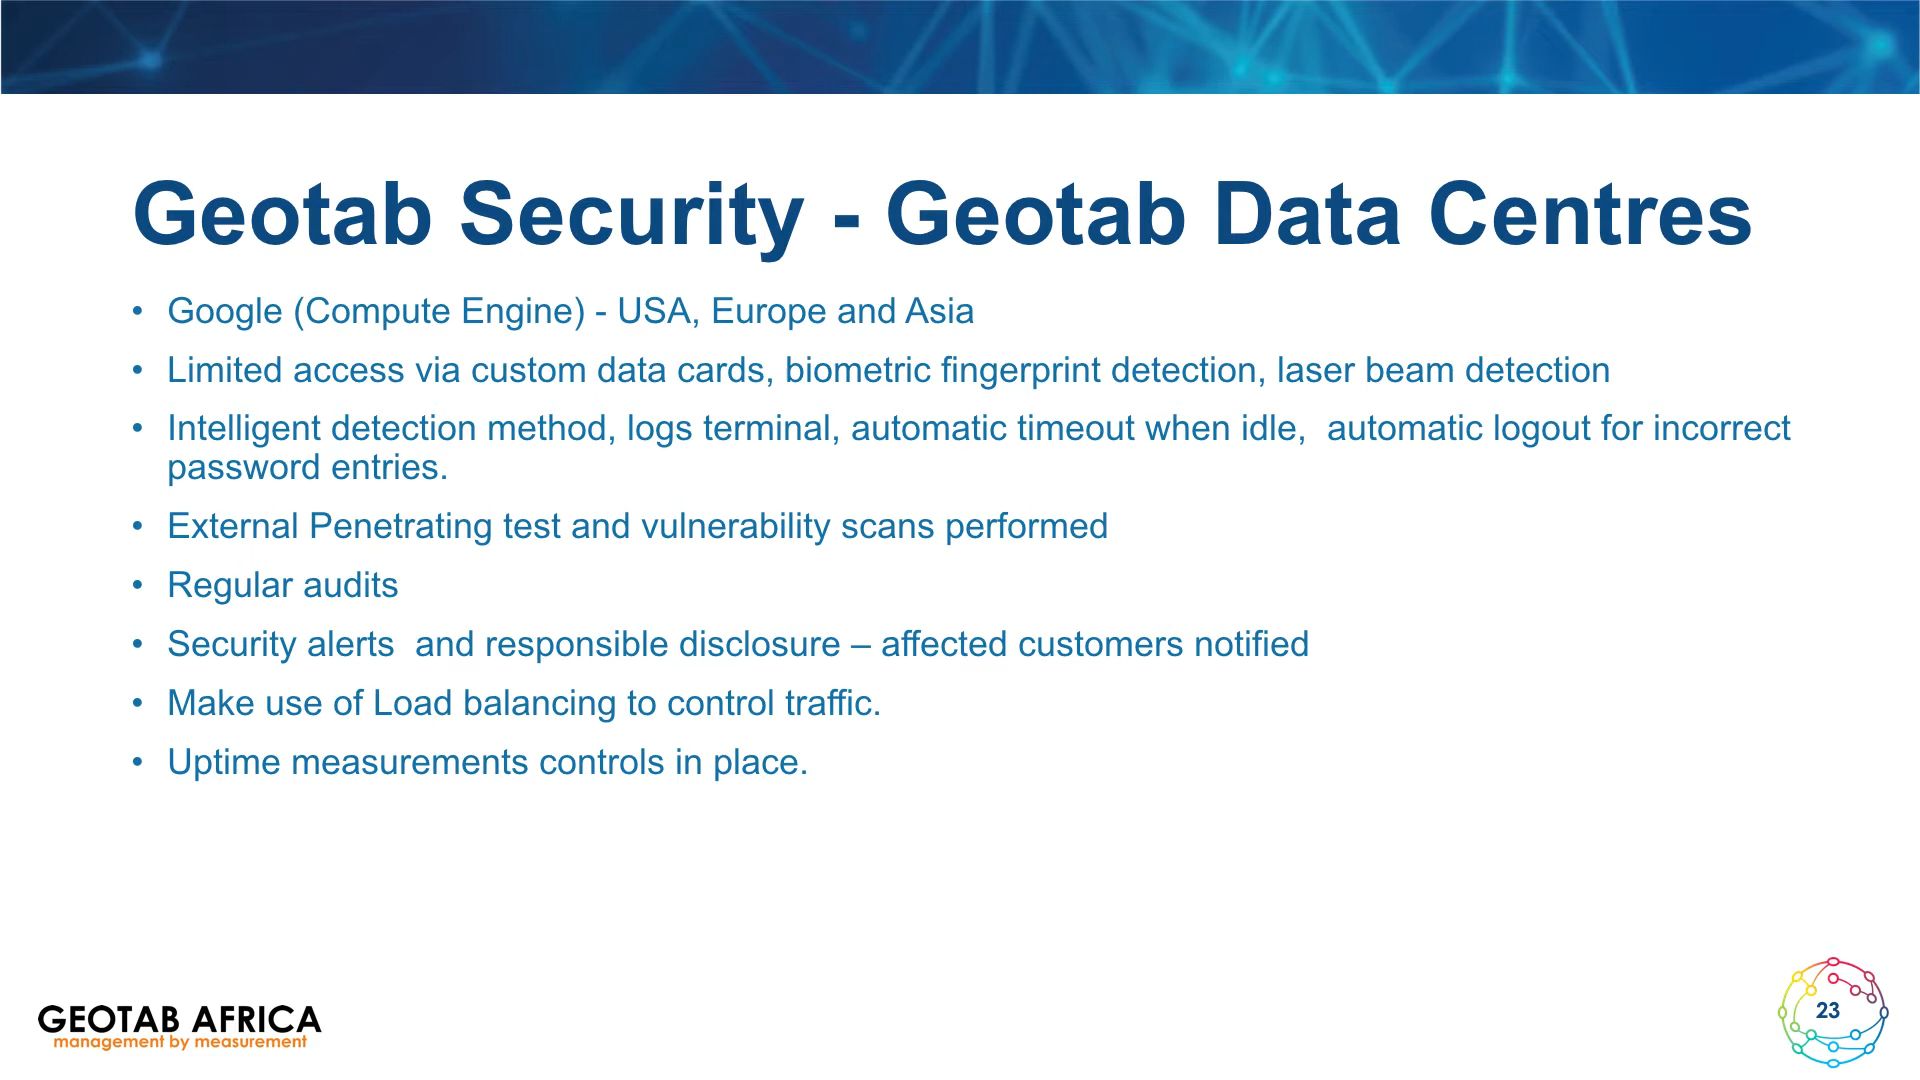 Geotab Security - Geotab Data Centres
• Google (Compute Engine) - USA, Europe and Asia
• Limited access via custom data cards, biometric fingerprint detection, laser beam detection
• Intelligent detection method, logs terminal, automatic timeout when idle,  automatic logout for incorrect
password entries.
• External Penetrating test and vulnerability scans performed
• Regular audits
• Security alerts  and responsible disclosure – affected customers notified
• Make use of Load balancing to control traffic.
• Uptime measurements controls in place.
GEOTAB AFRICA
management by measurement
23